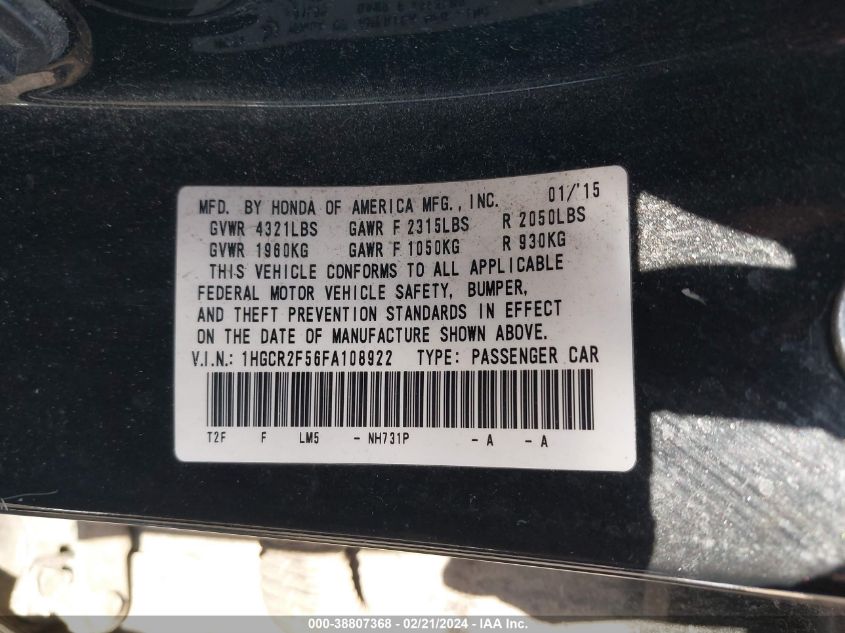 MFD. BY HONDA OF AMERICA MFG., INC. 01/'15
GVWR 4321LBS GAWR F 2315LBS R 2050LBS
GVWR 1960KG GAWR F 1050KG R 930KG
THIS VEHICLE CONFORMS TO ALL APPLICABLE
FEDERAL MOTOR VEHICLE SAFETY, BUMPER,
AND THEFT PREVENTION STANDARDS IN EFFECT
ON THE DATE OF MANUFACTURE SHOWN ABOVE.
V.I.N.: 1HGCR2F56FA108922 TYPE: PASSENGER CAR
T2F F LM5 - NH731P - A - A
000-38807368 - 02/21/2024 - IAA Inc.